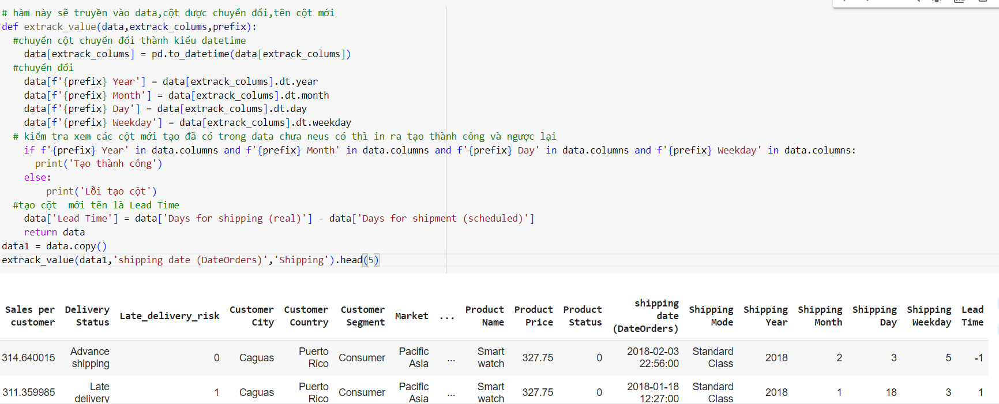 # hàm này sẽ truyền vào data,cột được chuyển đổi,tên cột mới
def extrack_value(data,extrack_colums,prefix):
  #chuyển cột chuyển đổi thành kiểu datetime
    data[extrack_colums] = pd.to_datetime(data[extrack_colums])
  #chuyển đổi
    data[f'{prefix} Year'] = data[extrack_colums].dt.year
    data[f'{prefix} Month'] = data[extrack_colums].dt.month
    data[f'{prefix} Day'] = data[extrack_colums].dt.day
    data[f'{prefix} Weekday'] = data[extrack_colums].dt.weekday
  # kiểm tra xem các cột mới tạo đã có trong data chưa neus có thì in ra tạo thành công và ngược lại
    if f'{prefix} Year' in data.columns and f'{prefix} Month' in data.columns and f'{prefix} Day' in data.columns and f'{prefix} Weekday' in data.columns:
      print('Tạo thành công')
    else:
        print('Lỗi tạo cột')
  #tạo cột  mới tên là Lead Time
    data['Lead Time'] = data['Days for shipping (real)'] - data['Days for shipment (scheduled)']
    return data
data1 = data.copy()
extrack_value(data1,'shipping date (DateOrders)','Shipping').head(5)
Sales per customer Delivery Status Late_delivery_risk Customer City Customer Country Customer Segment Market ... Product Name Product Price Product Status shipping date (DateOrders) Shipping Mode Shipping Year Shipping Month Shipping Day Shipping Weekday Lead Time
314.640015 Advance shipping 0 Caguas Puerto Rico Consumer Pacific Asia ... Smart watch 327.75 0 2018-02-03 22:56:00 Standard Class 2018 2 3 5 -1
311.359985 Late delivery 1 Caguas Puerto Rico Consumer Pacific Asia ... Smart watch 327.75 0 2018-01-18 12:27:00 Standard Class 2018 1 18 3 1